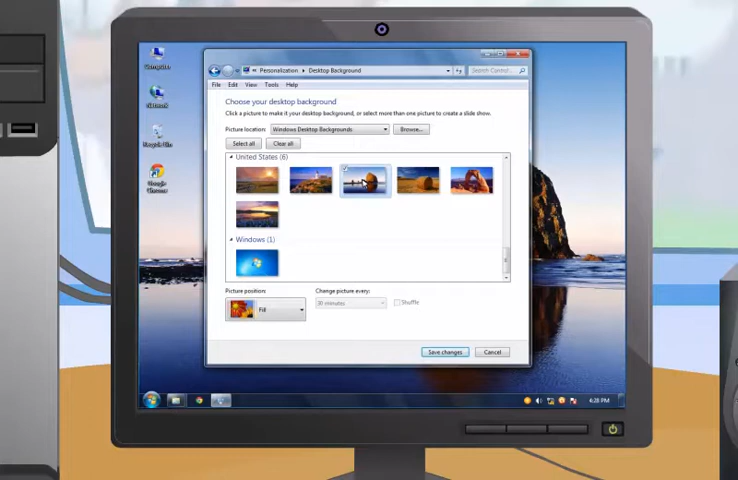 Computer
Network
Recycle Bin
Google
Chrome
« Personalization ▸ Desktop Background
Search Control...
File Edit View Tools Help
Choose your desktop background
Click a picture to make it your desktop background, or select more than one picture to create a slide show.
Picture location: Windows Desktop Backgrounds Browse...
Select all Clear all
United States (6)
Windows (1)
Picture position: Change picture every:
Fill 30 minutes Shuffle
Save changes Cancel
4:28 PM